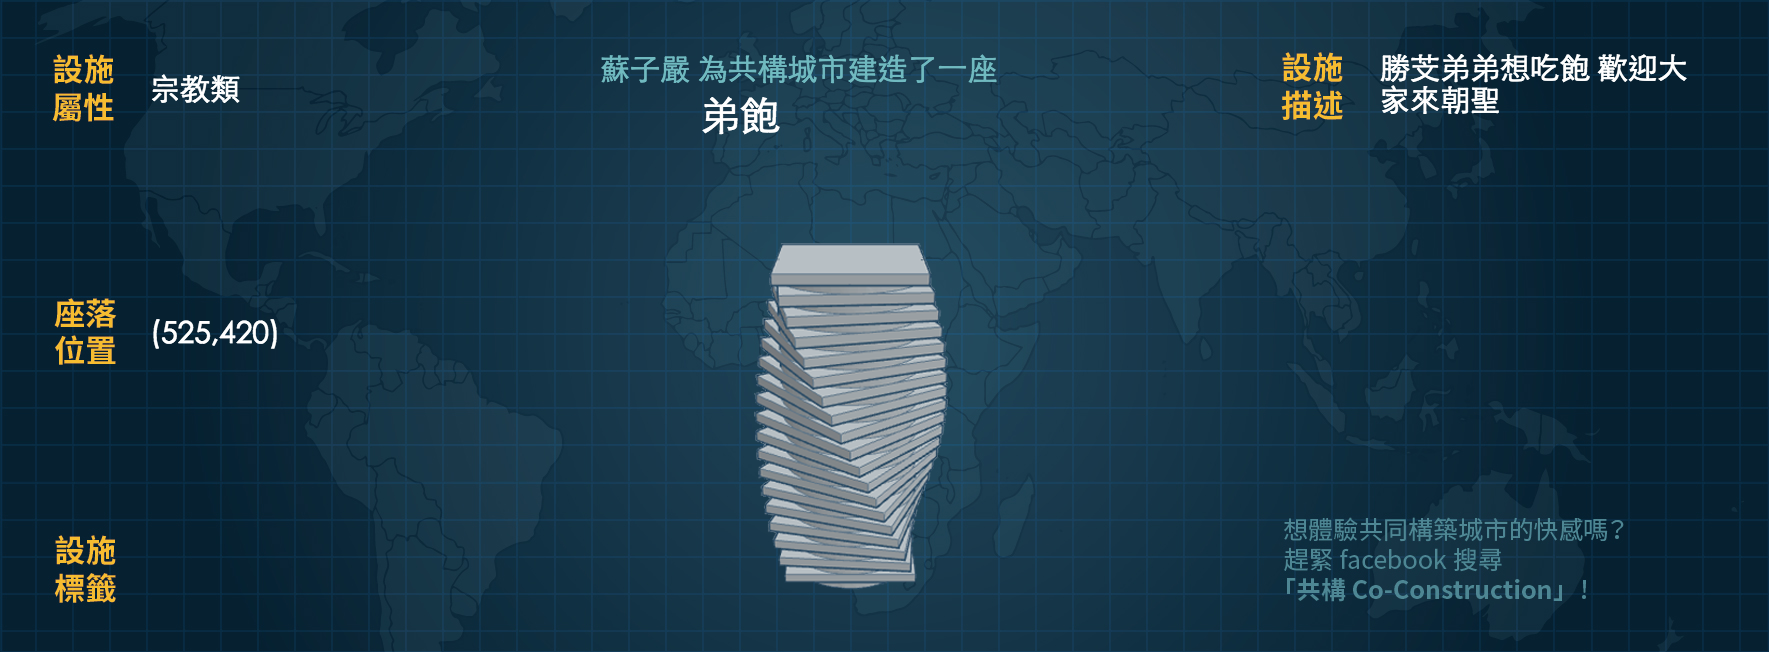 設施
屬性
宗教類
蘇子嚴 為共構城市建造了一座
弟飽
設施
描述
勝芠弟弟想吃飽 歡迎大
家來朝聖
座落
位置
(525,420)
設施
標籤
想體驗共同構築城市的快感嗎？
趕緊 facebook 搜尋
「共構 Co-Construction」！